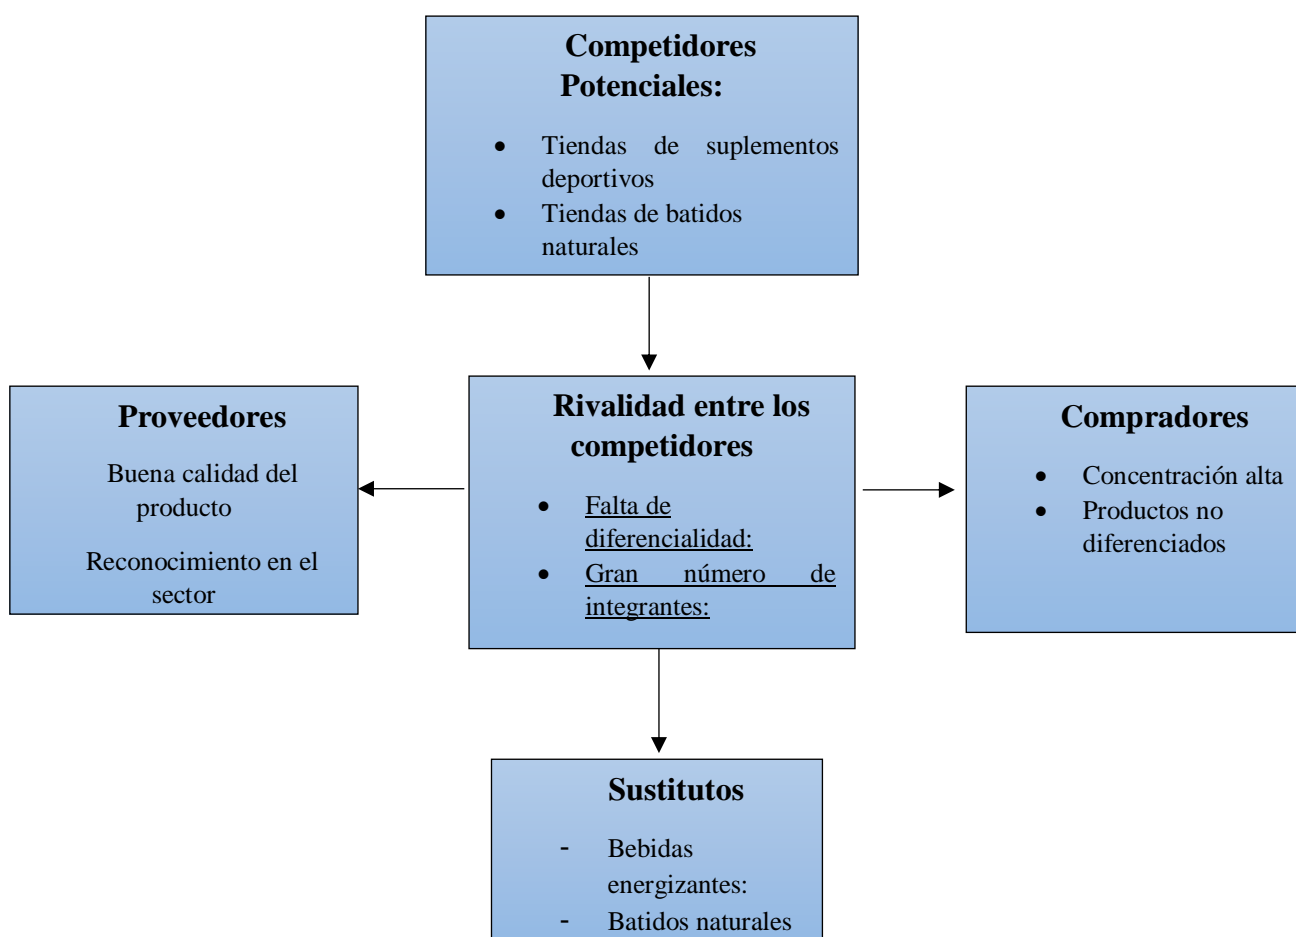 Competidores
Potenciales:
• Tiendas de suplementos
deportivos
• Tiendas de batidos
naturales
Proveedores
Buena calidad del
producto
Reconocimiento en el
sector
Rivalidad entre los
competidores
• Falta de
diferencialidad:
• Gran número de
integrantes:
Compradores
• Concentración alta
• Productos no
diferenciados
Sustitutos
- Bebidas
energizantes:
- Batidos naturales